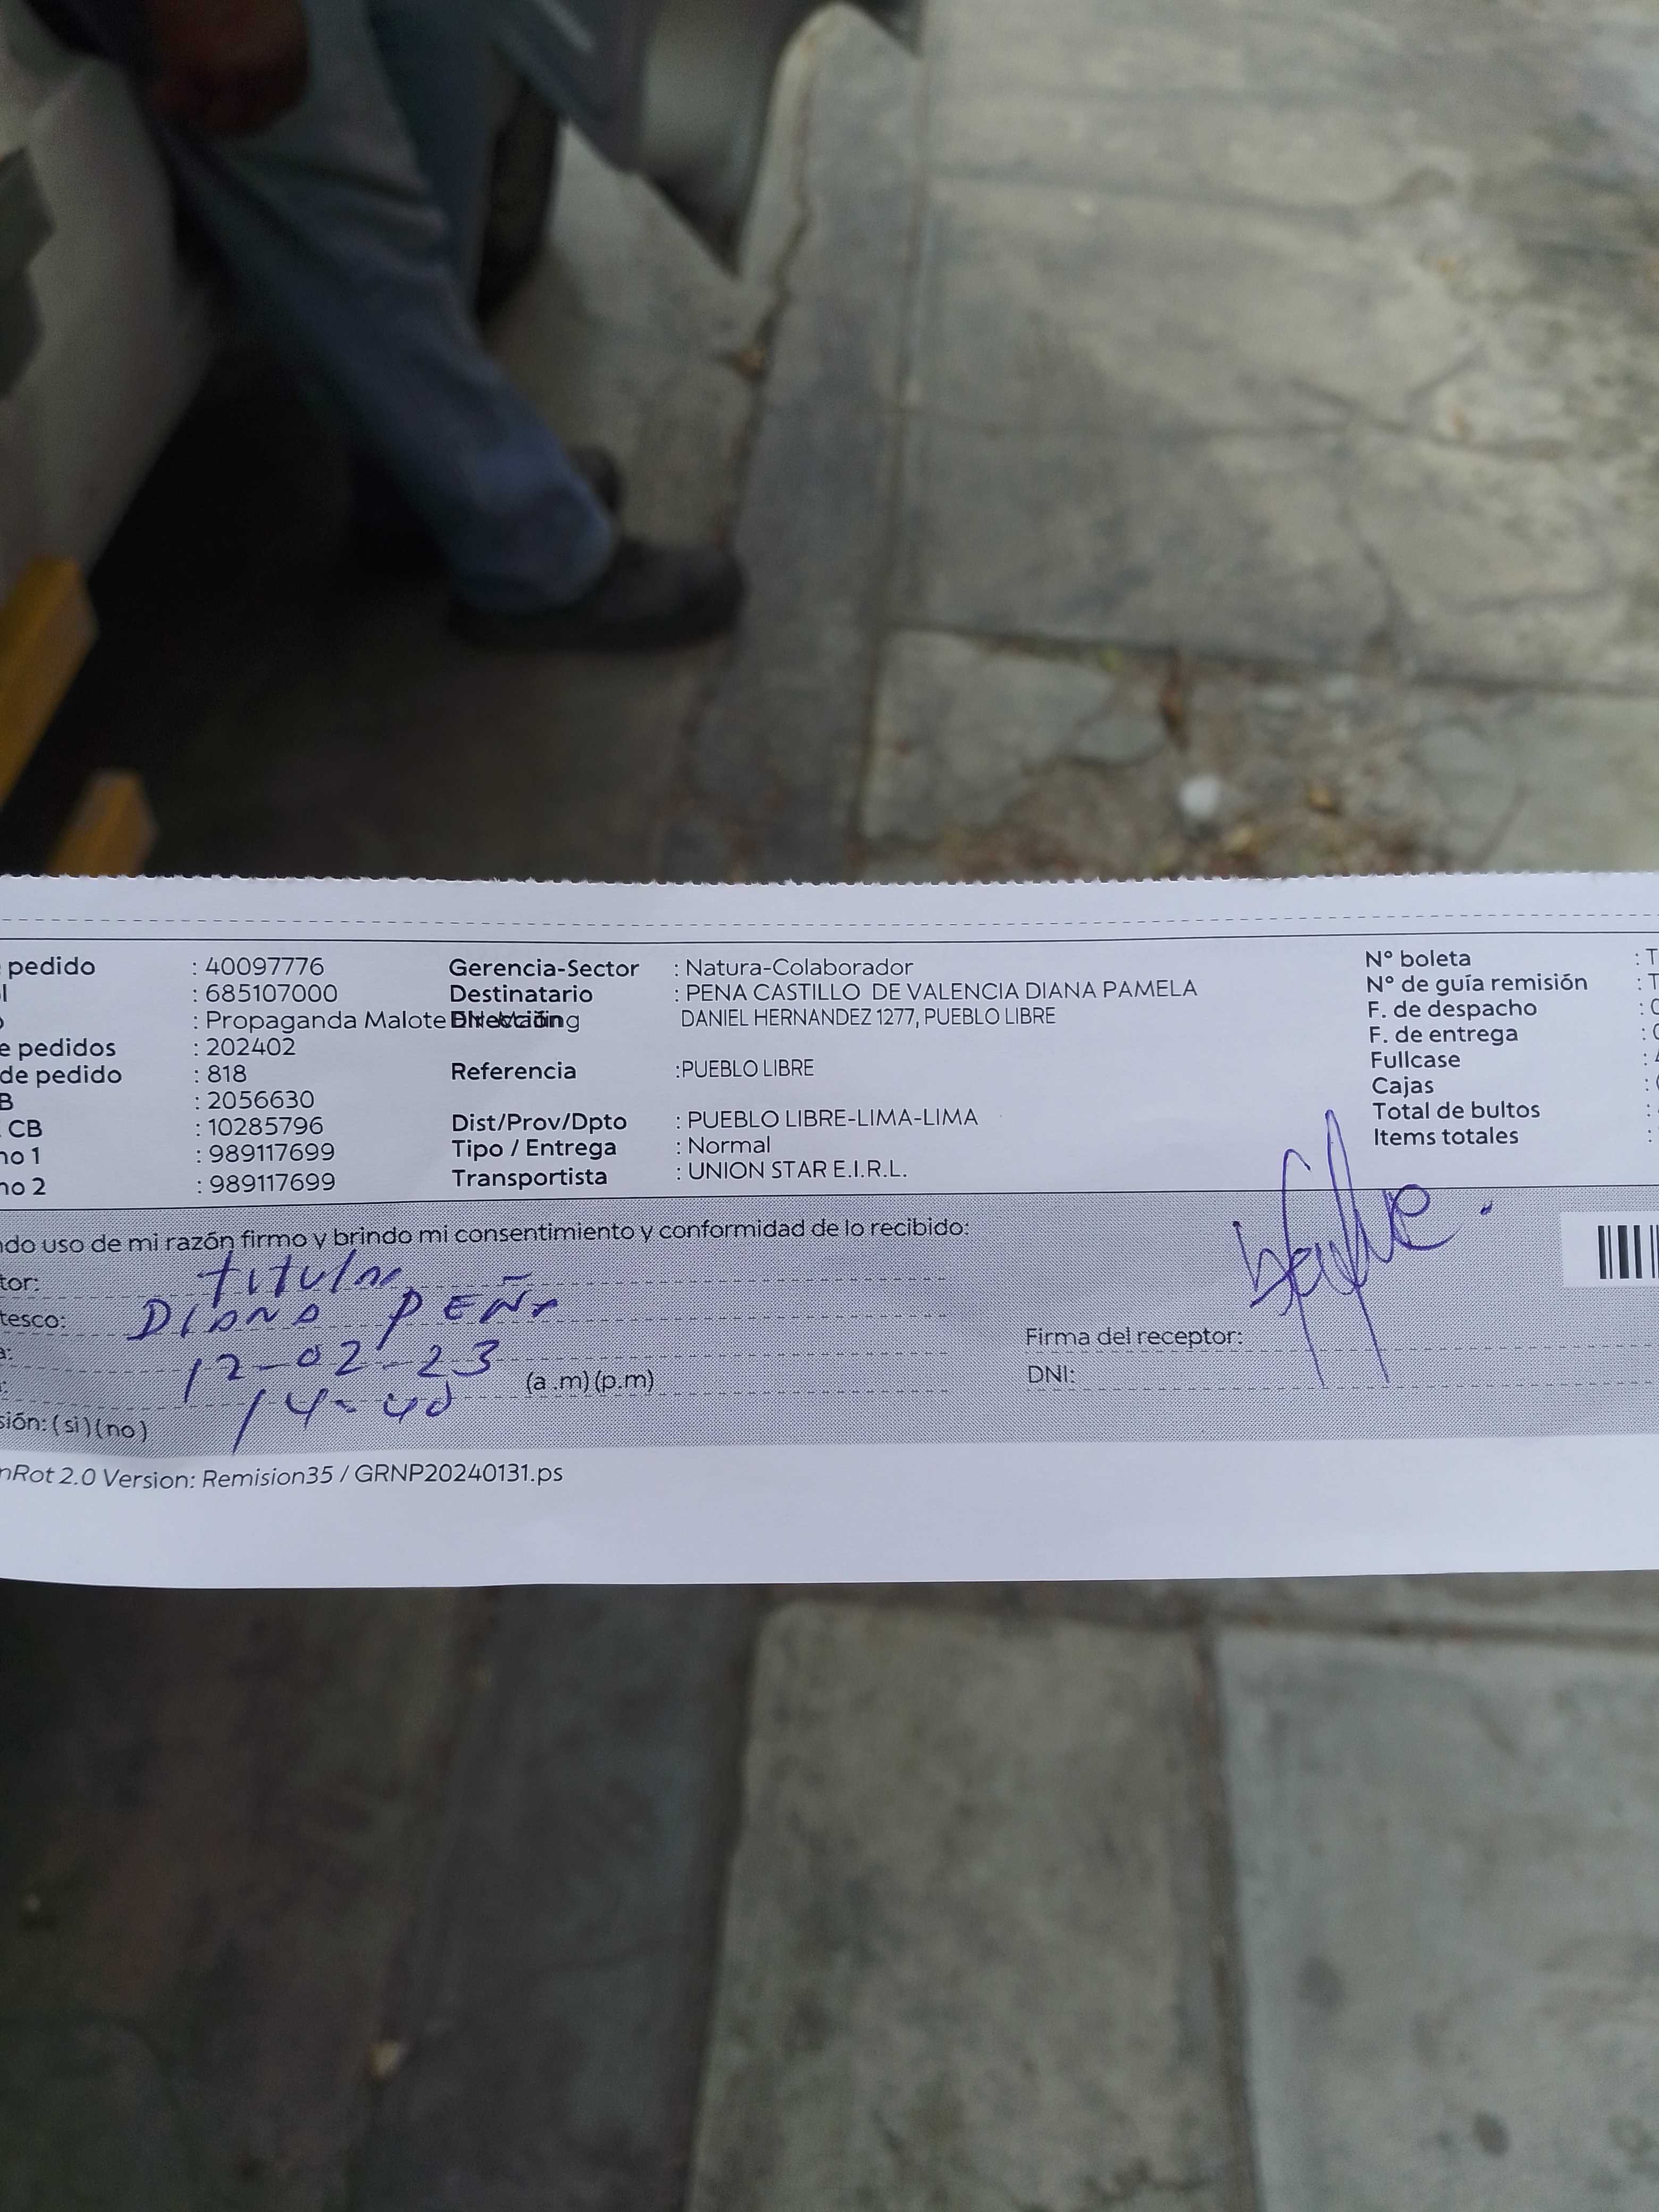 pedido : 40097776 Gerencia-Sector : Natura-Colaborador Nº boleta : T
l : 685107000 Destinatario : PENA CASTILLO DE VALENCIA DIANA PAMELA Nº de guía remisión : T
: Propaganda Malote Dirección DANIEL HERNANDEZ 1277, PUEBLO LIBRE F. de despacho :
e pedidos : 202402 F. de entrega :
de pedido : 818 Referencia :PUEBLO LIBRE Fullcase :
B : 2056630 Cajas :
CB : 10285796 Dist/Prov/Dpto : PUEBLO LIBRE-LIMA-LIMA Total de bultos :
no 1 : 989117699 Tipo / Entrega : Normal Items totales :
no 2 : 989117699 Transportista : UNION STAR E.I.R.L.
ndo uso de mi razón firmo y brindo mi consentimiento y conformidad de lo recibido:
tor: titular
tesco: DIANA PEÑA
a: 12-02-23
14-40 (a .m)(p.m)
Firma del receptor:
DNI:
sión: (si)(no)
nRot 2.0 Version: Remision35 / GRNP20240131.ps